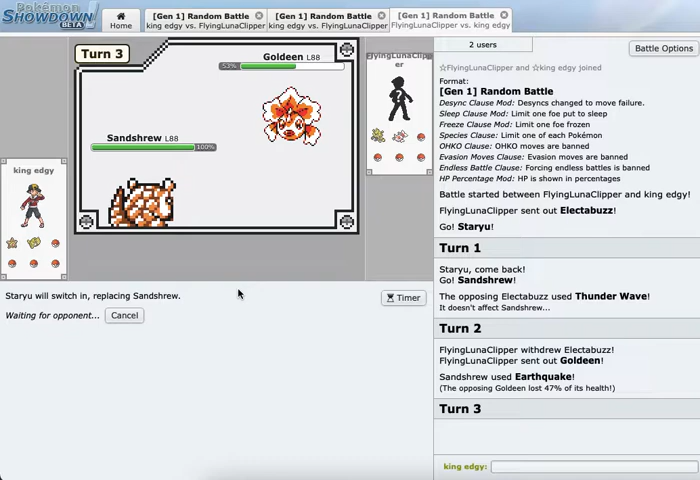 Pokémon
SHOWDOWN
BETA
Home
[Gen 1] Random Battle
king edgy vs. FlyingLunaClipper
[Gen 1] Random Battle
king edgy vs. FlyingLunaClipper
[Gen 1] Random Battle
FlyingLunaClipper vs. king edgy
Turn 3
Goldeen L88
53%
Sandshrew L88
100%
FlyingLunaClipp
er
king edgy
Staryu will switch in, replacing Sandshrew.
Waiting for opponent... Cancel
Timer
2 users
Battle Options
☆FlyingLunaClipper and ☆king edgy joined
Format:
[Gen 1] Random Battle
Desync Clause Mod: Desyncs changed to move failure.
Sleep Clause Mod: Limit one foe put to sleep
Freeze Clause Mod: Limit one foe frozen
Species Clause: Limit one of each Pokémon
OHKO Clause: OHKO moves are banned
Evasion Moves Clause: Evasion moves are banned
Endless Battle Clause: Forcing endless battles is banned
HP Percentage Mod: HP is shown in percentages
Battle started between FlyingLunaClipper and king edgy!
FlyingLunaClipper sent out Electabuzz!
Go! Staryu!
Turn 1
Staryu, come back!
Go! Sandshrew!
The opposing Electabuzz used Thunder Wave!
It doesn't affect Sandshrew...
Turn 2
FlyingLunaClipper withdrew Electabuzz!
FlyingLunaClipper sent out Goldeen!
Sandshrew used Earthquake!
(The opposing Goldeen lost 47% of its health!)
Turn 3
king edgy: